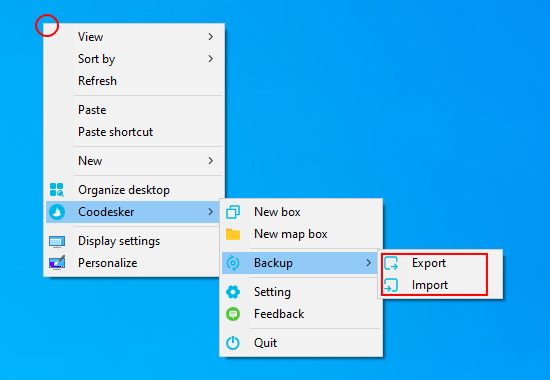 View
Sort by
Refresh
Paste
Paste shortcut
New
Organize desktop
Coodesker
Display settings
Personalize
New box
New map box
Backup
Setting
Feedback
Quit
Export
Import